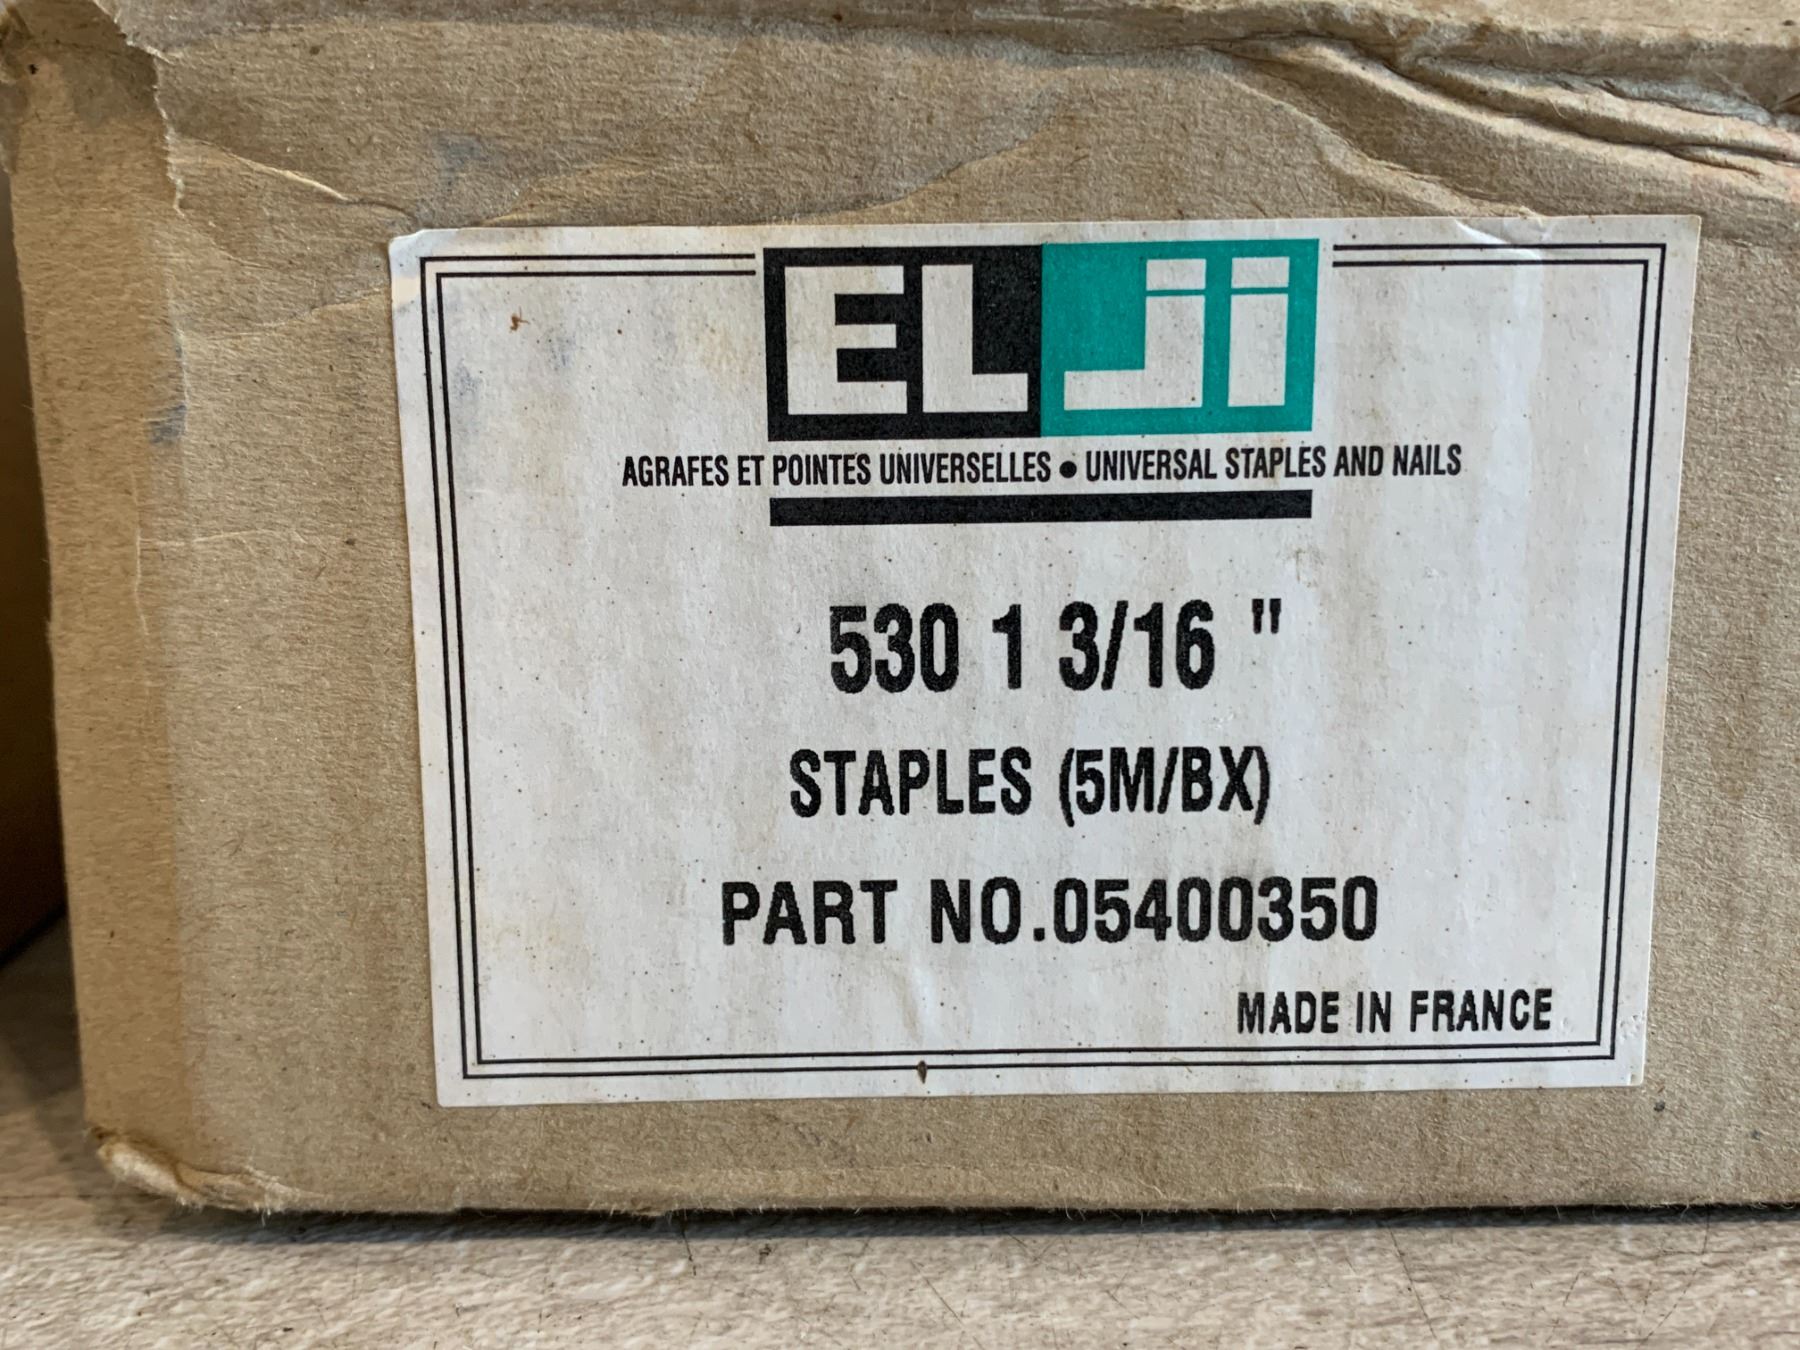 ELJi
AGRAFES ET POINTES UNIVERSELLES • UNIVERSAL STAPLES AND NAILS
530 1 3/16 "
STAPLES (5M/BX)
PART NO.05400350
MADE IN FRANCE